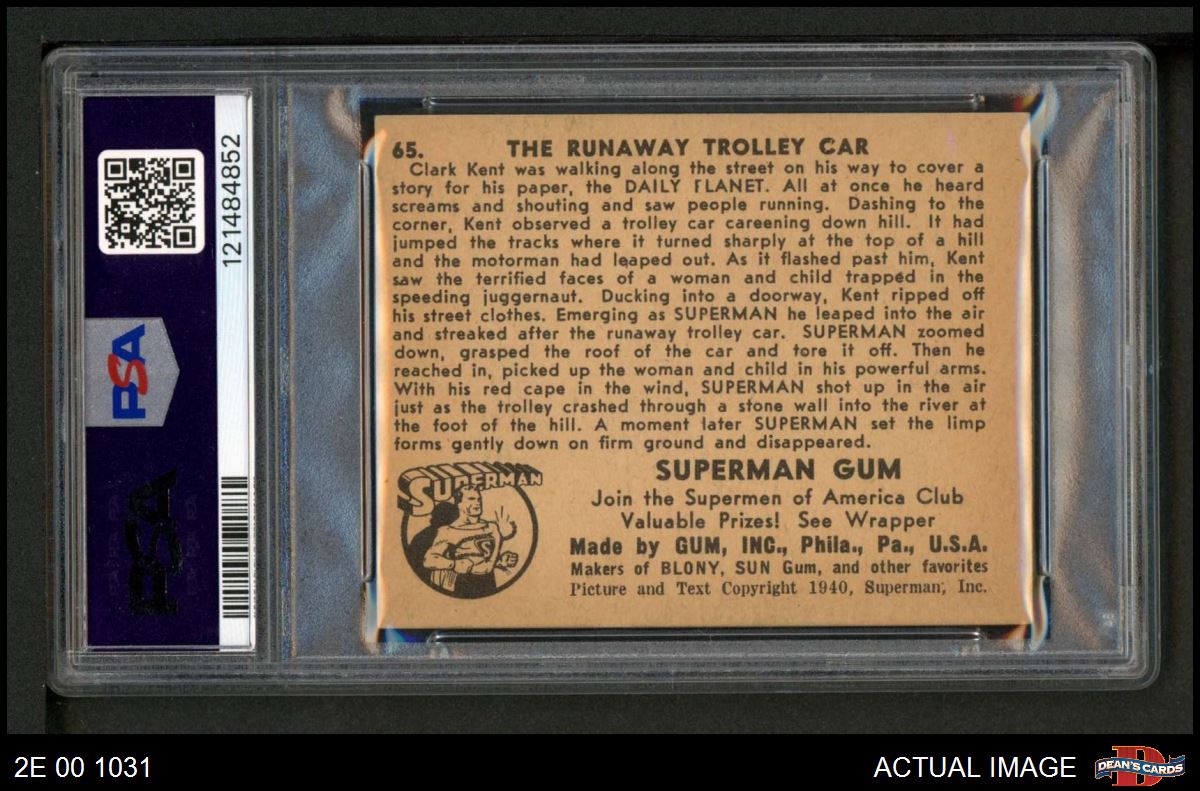 121484852
PSA
PSA
65. THE RUNAWAY TROLLEY CAR
Clark Kent was walking along the street on his way to cover a
story for his paper, the DAILY FLANET. All at once he heard
screams and shouting and saw people running. Dashing to the
corner, Kent observed a trolley car careening down hill. It had
jumped the tracks where it turned sharply at the top of a hill
and the motorman had leaped out. As it flashed past him, Kent
saw the terrified faces of a woman and child trapped in the
speeding juggernaut. Ducking into a doorway, Kent ripped off
his street clothes. Emerging as SUPERMAN he leaped into the air
and streaked after the runaway trolley car. SUPERMAN zoomed
down, grasped the roof of the car and tore it off. Then he
reached in, picked up the woman and child in his powerful arms.
With his red cape in the wind, SUPERMAN shot up in the air
just as the trolley crashed through a stone wall into the river at
the foot of the hill. A moment later SUPERMAN set the limp
forms gently down on firm ground and disappeared.
SUPERMAN
S
SUPERMAN GUM
Join the Supermen of America Club
Valuable Prizes! See Wrapper
Made by GUM, INC., Phila., Pa., U.S.A.
Makers of BLONY, SUN Gum, and other favorites
Picture and Text Copyright 1940, Superman, Inc.
2E 00 1031
ACTUAL IMAGE
DEAN'S CARDS